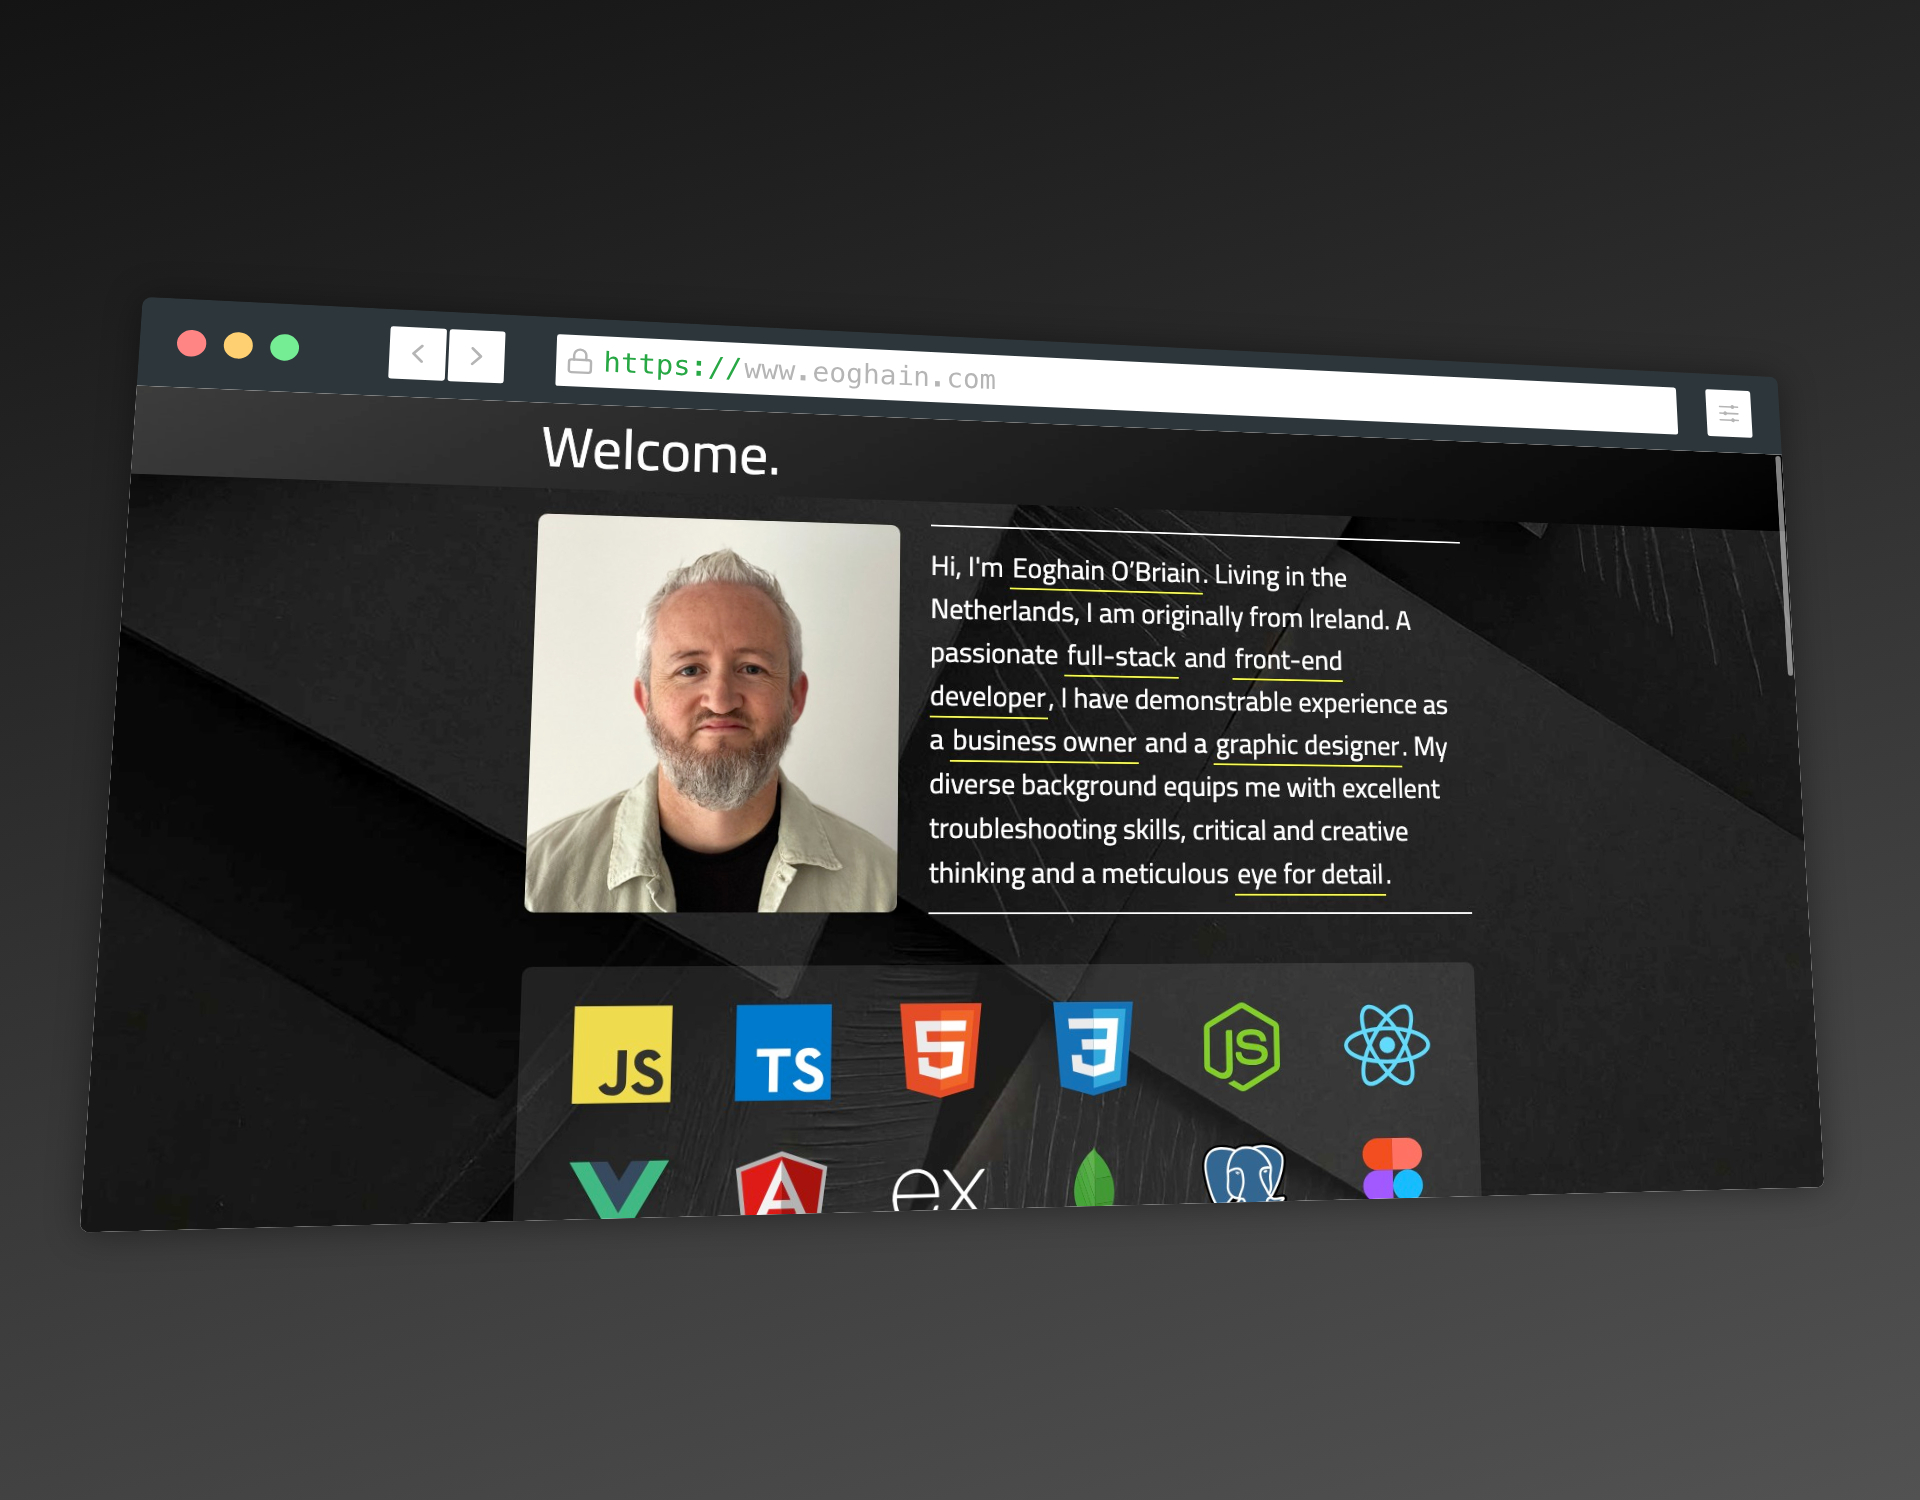 https://www.eoghain.com
Welcome.
Hi, I'm Eoghain O’Briain. Living in the
Netherlands, I am originally from Ireland. A
passionate full-stack and front-end
developer, I have demonstrable experience as
a business owner and a graphic designer. My
diverse background equips me with excellent
troubleshooting skills, critical and creative
thinking and a meticulous eye for detail.
JS TS 5 3 JS
A ex